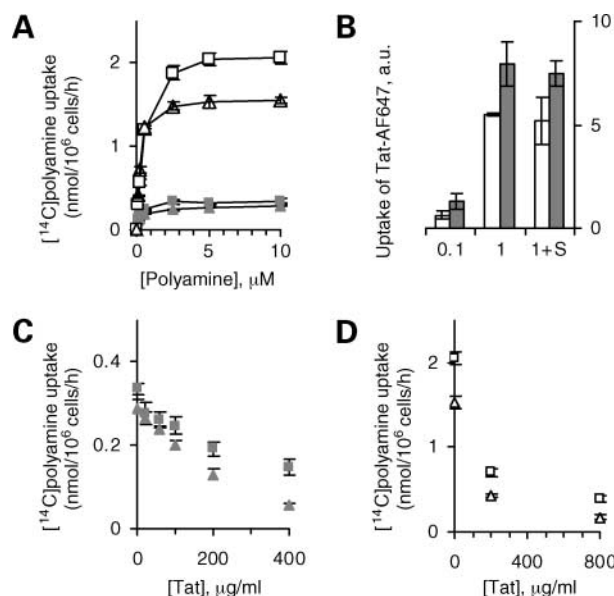 A
[¹⁴C]polyamine uptake
(nmol/10⁶ cells/h)
2
1
0
0
5
10
[Polyamine], μM
B
Uptake of Tat-AF647, a.u.
10
5
0
0.1
1
1+S
C
[¹⁴C]polyamine uptake
(nmol/10⁶ cells/h)
0.4
0.2
0
0
200
400
[Tat], μg/ml
D
[¹⁴C]polyamine uptake
(nmol/10⁶ cells/h)
2
1
0
0
400
800
[Tat], μg/ml